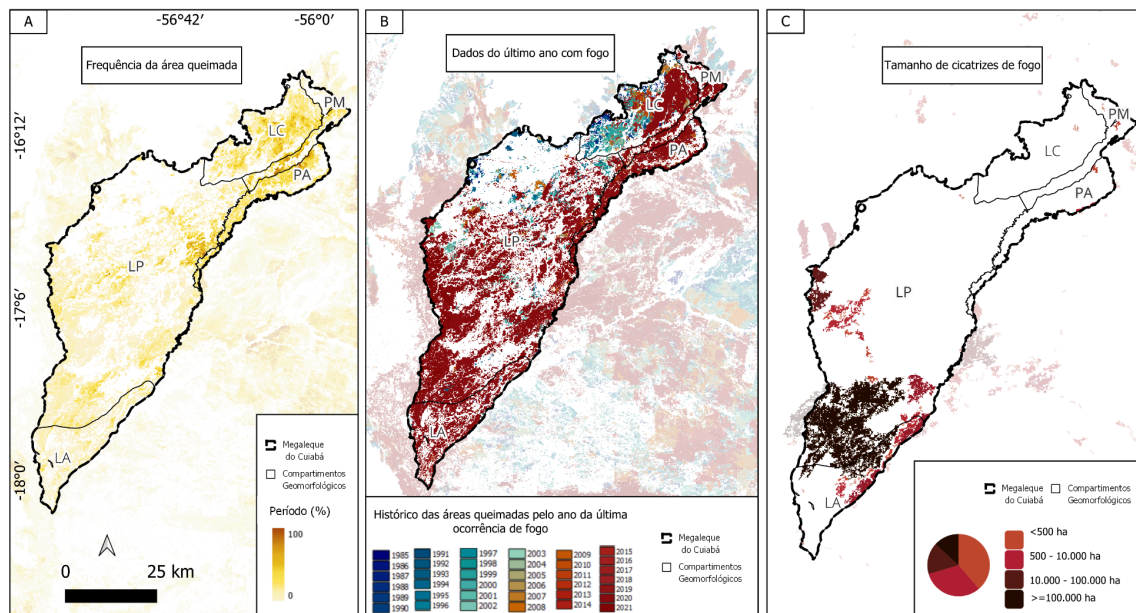 A
-56°42′
-56°0′
Frequência da área queimada
-16°12′
-17°6′
-18°0′
PM
LC
PA
LP
LA
Megaleque
do Cuiabá
Compartimentos
Geomorfológicos
Período (%)
100
0
0
25 km
B
Dados do último ano com fogo
PM
LC
PA
LP
LA
Histórico das áreas queimadas pelo ano da última
ocorrência de fogo
1985
1986
1987
1989
1990
1991
1992
1993
1994
1995
1996
1997
1998
1999
2000
2001
2002
2003
2004
2005
2006
2007
2008
2009
2010
2011
2012
2013
2014
2015
2016
2017
2018
2019
2020
2021
Megaleque
do Cuiabá
Compartimentos
Geomorfológicos
C
Tamanho de cicatrizes de fogo
PM
LC
PA
LP
LA
Megaleque
do Cuiabá
Compartimentos
Geomorfológicos
<500 ha
500 - 10.000 ha
10.000 - 100.000 ha
>=100.000 ha